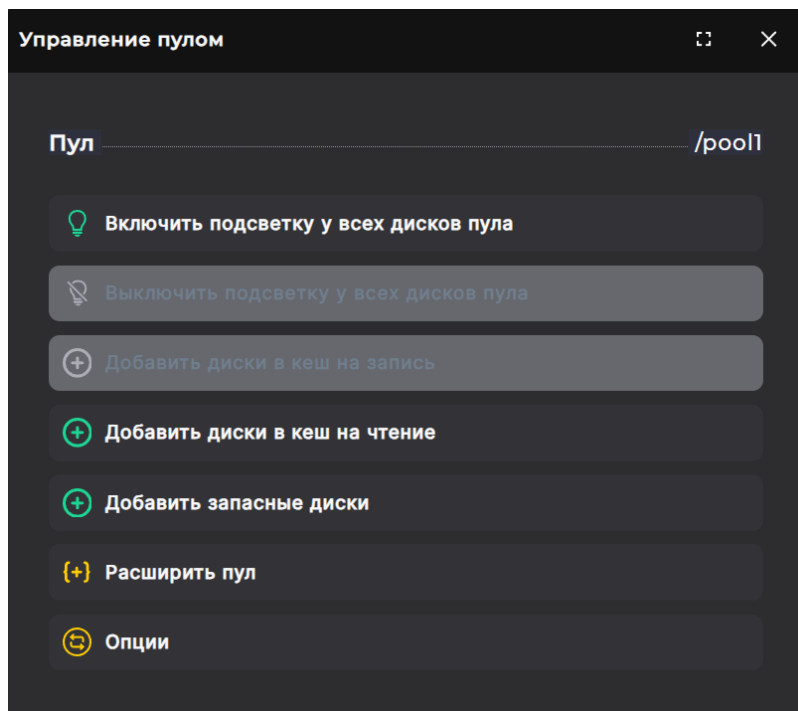 Управление пулом
Пул /pool1
Включить подсветку у всех дисков пула
Выключить подсветку у всех дисков пула
Добавить диски в кеш на запись
Добавить диски в кеш на чтение
Добавить запасные диски
Расширить пул
Опции